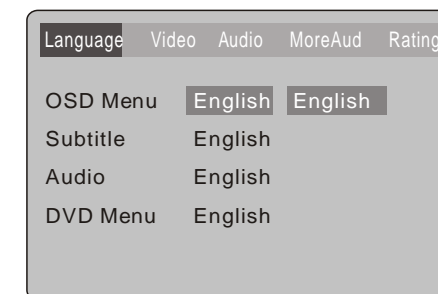 Language Video Audio MoreAud Rating
OSD Menu English English
Subtitle English
Audio English
DVD Menu English